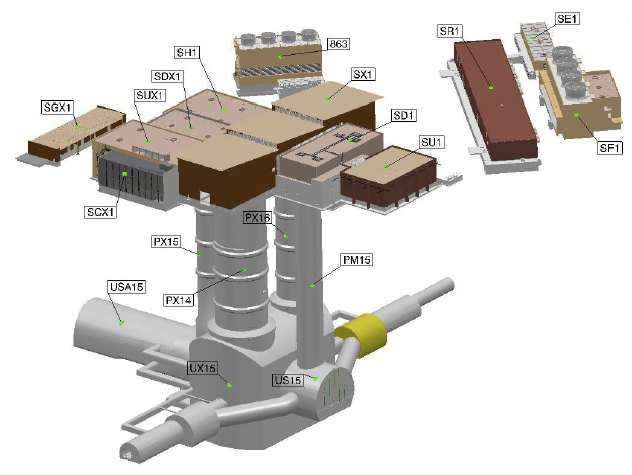 863
SE1
SH1
SR1
SDX1
SX1
SUX1
SGX1
SD1
SU1
SF1
SCX1
PX16
PX15
PM15
USA15
PX14
UX15
US15